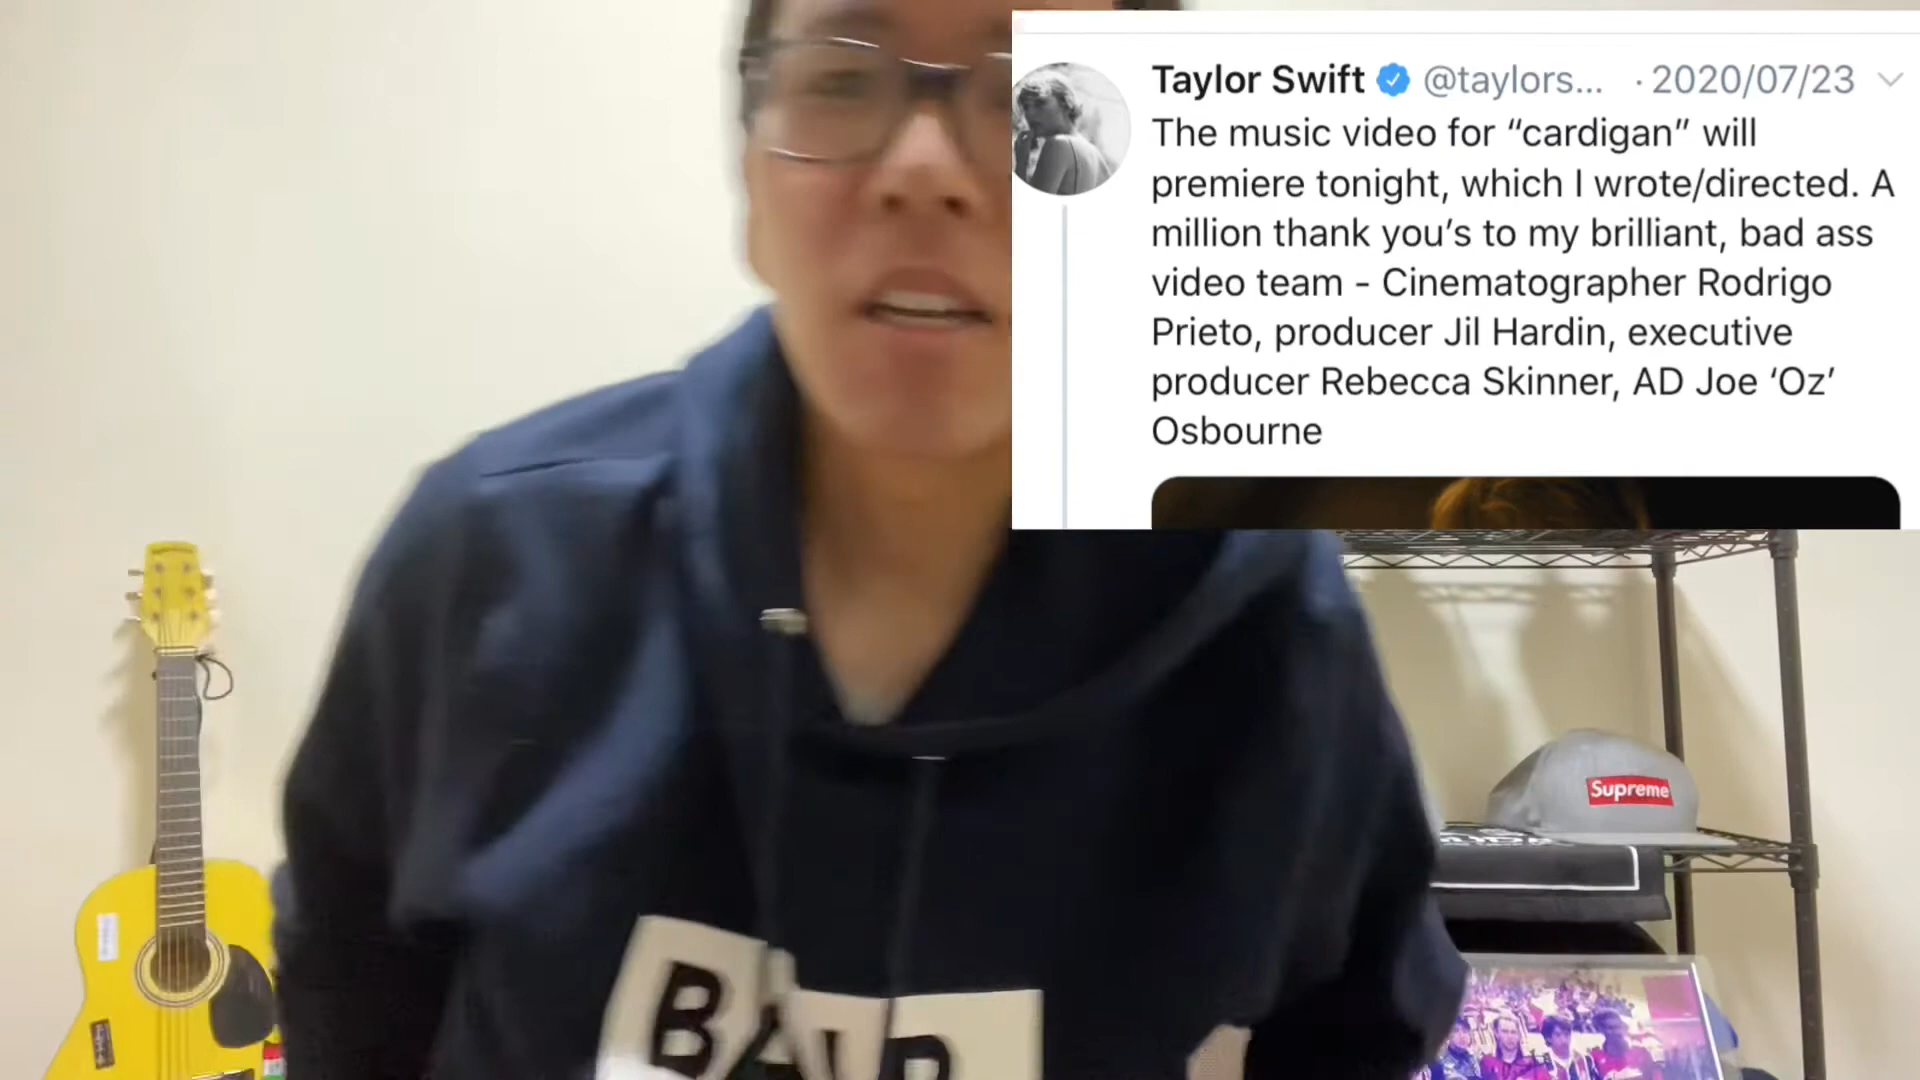 Taylor Swift @taylors... · 2020/07/23
The music video for “cardigan” will
premiere tonight, which I wrote/directed. A
million thank you’s to my brilliant, bad ass
video team - Cinematographer Rodrigo
Prieto, producer Jil Hardin, executive
producer Rebecca Skinner, AD Joe ‘Oz’
Osbourne
Supreme